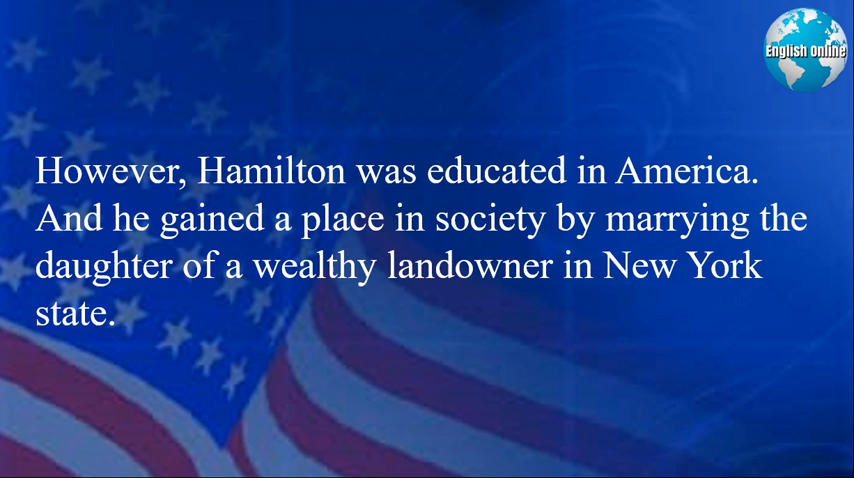 English Online
However, Hamilton was educated in America.
And he gained a place in society by marrying the
daughter of a wealthy landowner in New York
state.